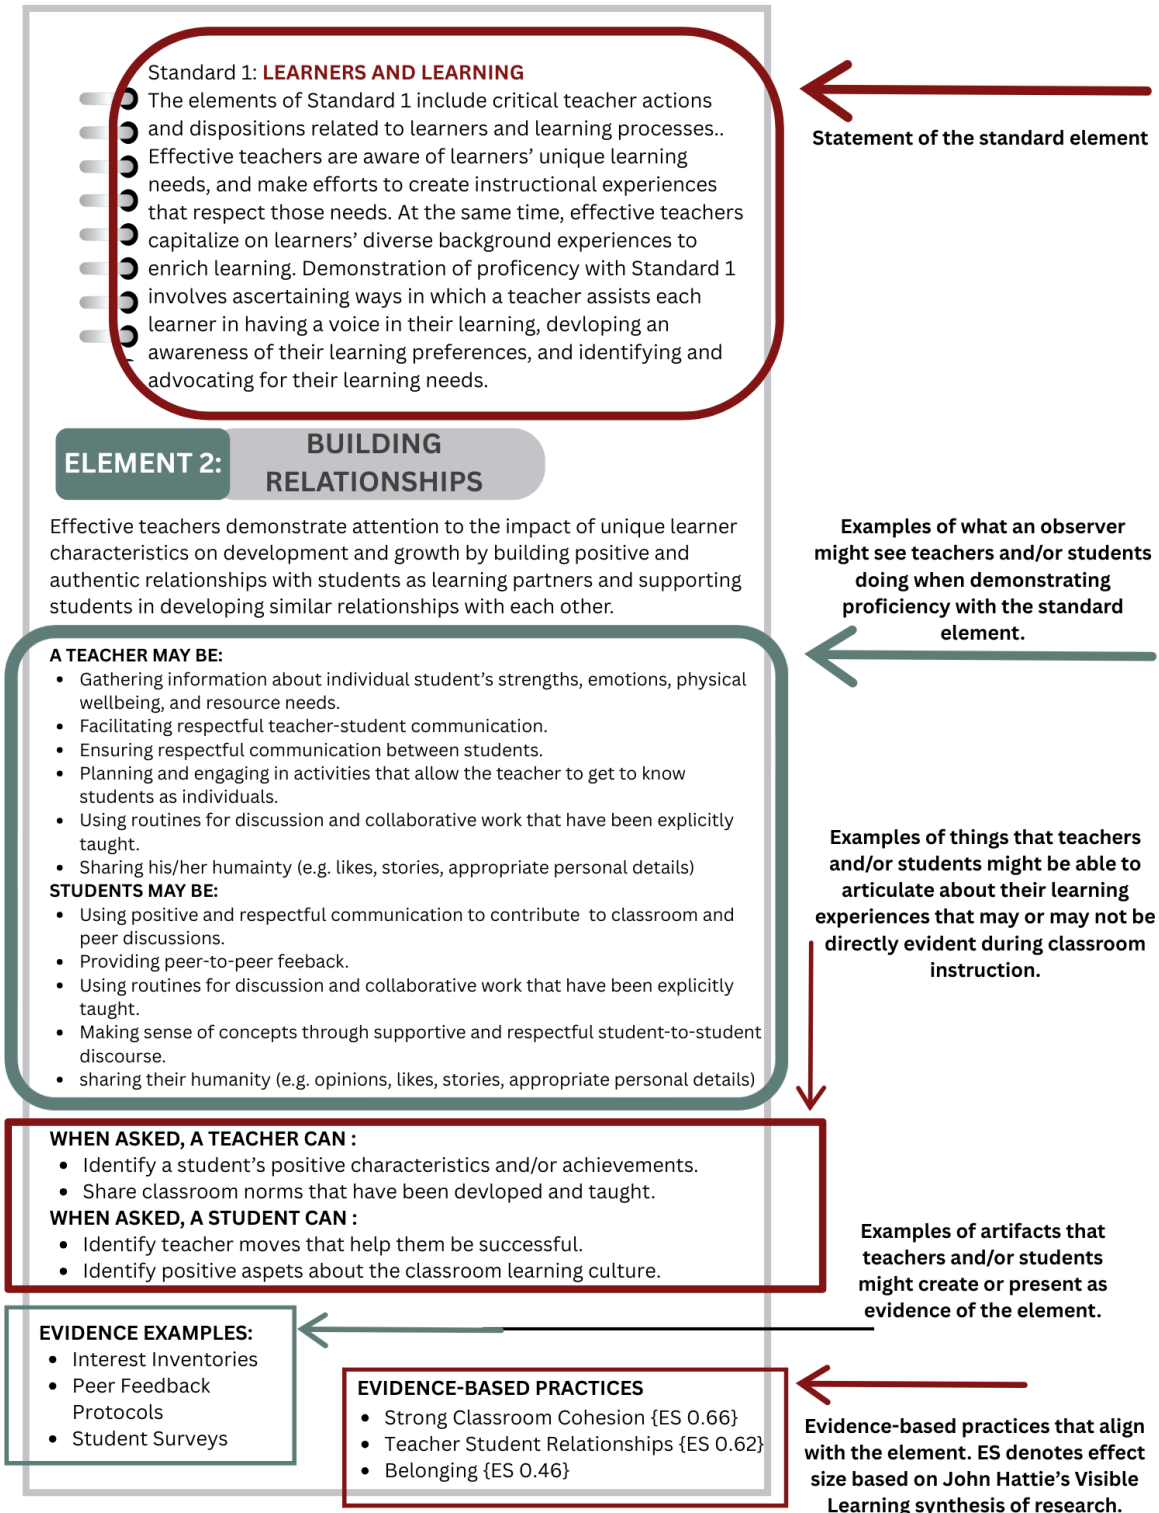 Standard 1: LEARNERS AND LEARNING
The elements of Standard 1 include critical teacher actions
and dispositions related to learners and learning processes..
Effective teachers are aware of learners' unique learning
needs, and make efforts to create instructional experiences
that respect those needs. At the same time, effective teachers
capitalize on learners' diverse background experiences to
enrich learning. Demonstration of proficency with Standard 1
involves ascertaining ways in which a teacher assists each
learner in having a voice in their learning, devloping an
awareness of their learning preferences, and identifying and
advocating for their learning needs.
Statement of the standard element
ELEMENT 2:
BUILDING
RELATIONSHIPS
Effective teachers demonstrate attention to the impact of unique learner
characteristics on development and growth by building positive and
authentic relationships with students as learning partners and supporting
students in developing similar relationships with each other.
Examples of what an observer
might see teachers and/or students
doing when demonstrating
proficiency with the standard
element.
A TEACHER MAY BE:
• Gathering information about individual student's strengths, emotions, physical
wellbeing, and resource needs.
• Facilitating respectful teacher-student communication.
• Ensuring respectful communication between students.
• Planning and engaging in activities that allow the teacher to get to know
students as individuals.
• Using routines for discussion and collaborative work that have been explicitly
taught.
• Sharing his/her humainty (e.g. likes, stories, appropriate personal details)
STUDENTS MAY BE:
• Using positive and respectful communication to contribute to classroom and
peer discussions.
• Providing peer-to-peer feeback.
• Using routines for discussion and collaborative work that have been explicitly
taught.
• Making sense of concepts through supportive and respectful student-to-student
discourse.
• sharing their humanity (e.g. opinions, likes, stories, appropriate personal details)
Examples of things that teachers
and/or students might be able to
articulate about their learning
experiences that may or may not be
directly evident during classroom
instruction.
WHEN ASKED, A TEACHER CAN :
• Identify a student's positive characteristics and/or achievements.
• Share classroom norms that have been devloped and taught.
WHEN ASKED, A STUDENT CAN :
• Identify teacher moves that help them be successful.
• Identify positive aspets about the classroom learning culture.
Examples of artifacts that
teachers and/or students
might create or present as
evidence of the element.
EVIDENCE EXAMPLES:
• Interest Inventories
• Peer Feedback
Protocols
• Student Surveys
EVIDENCE-BASED PRACTICES
• Strong Classroom Cohesion {ES 0.66}
• Teacher Student Relationships {ES 0.62}
• Belonging {ES 0.46}
Evidence-based practices that align
with the element. ES denotes effect
size based on John Hattie's Visible
Learning synthesis of research.